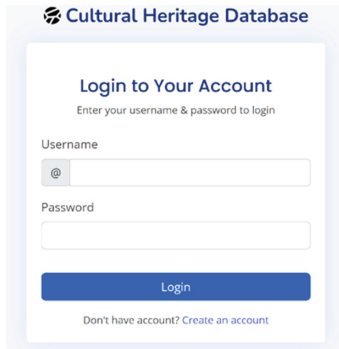 Cultural Heritage Database
Login to Your Account
Enter your username & password to login
Username
@
Password
Login
Don't have account? Create an account